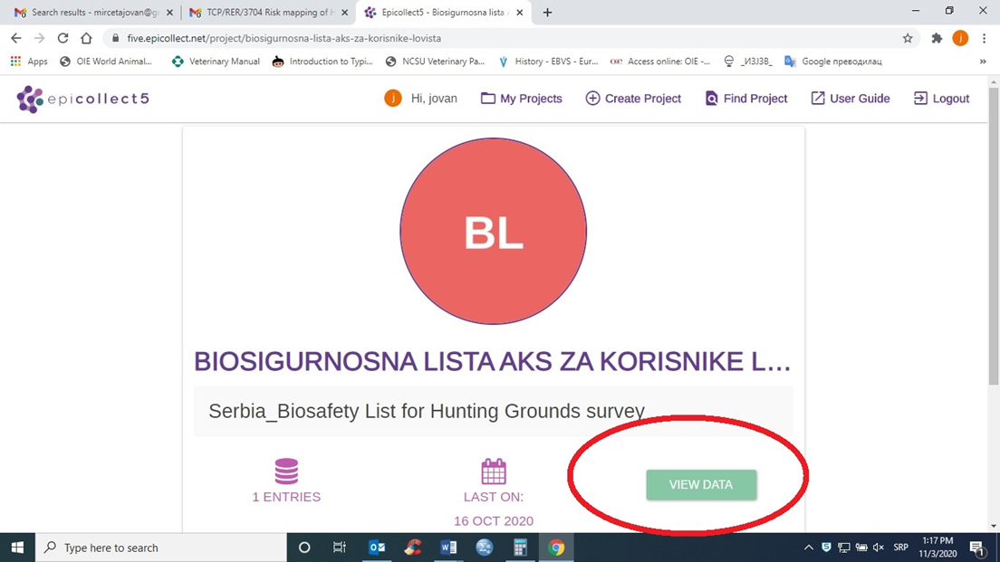 Search results - mircetajovan@g
TCP/RER/3704 Risk mapping of H
Epicollect5 - Biosigurnosna lista
five.epicollect.net/project/biosigurnosna-lista-aks-za-korisnike-lovista
j
Apps
OIE World Animal...
Veterinary Manual
Introduction to Typi...
NCSU Veterinary Pa...
History - EBVS - Eur...
Access online: OIE -...
_ИЗЈЗВ_
Google преводилац
»
epicollect5
j
Hi, jovan
My Projects
Create Project
Find Project
User Guide
Logout
BL
BIOSIGURNOSNA LISTA AKS ZA KORISNIKE L...
Serbia_Biosafety List for Hunting Grounds survey
1 ENTRIES
LAST ON:
16 OCT 2020
VIEW DATA
Type here to search
SRP
1:17 PM
11/3/2020
1